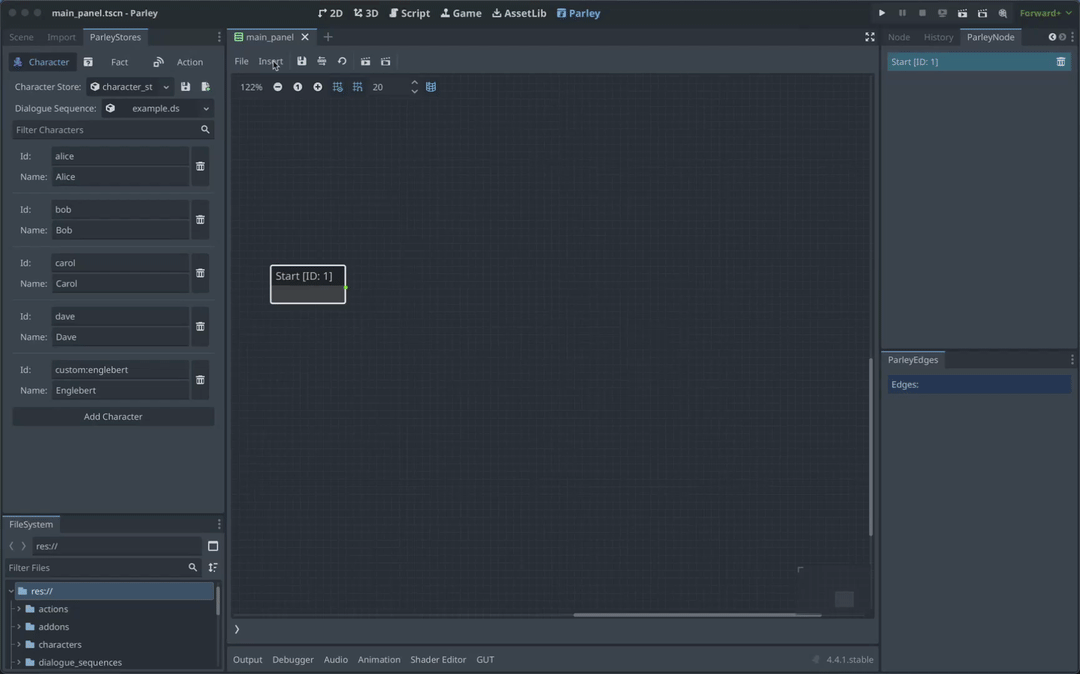 main_panel.tscn - Parley
2D 3D Script Game AssetLib Parley
Forward+
Scene Import ParleyStores
main_panel
Node History ParleyNode
Character Fact Action
File Insert
Start [ID: 1]
Character Store: character_st
122% 20
Dialogue Sequence: example.ds
Filter Characters
Id: alice
Name: Alice
Id: bob
Name: Bob
Id: carol
Name: Carol
Start [ID: 1]
Id: dave
Name: Dave
ParleyEdges
Id: custom:englebert
Edges:
Name: Englebert
Add Character
FileSystem
res://
Filter Files
res://
actions
addons
characters
dialogue_sequences
Output Debugger Audio Animation Shader Editor GUT
4.4.1.stable